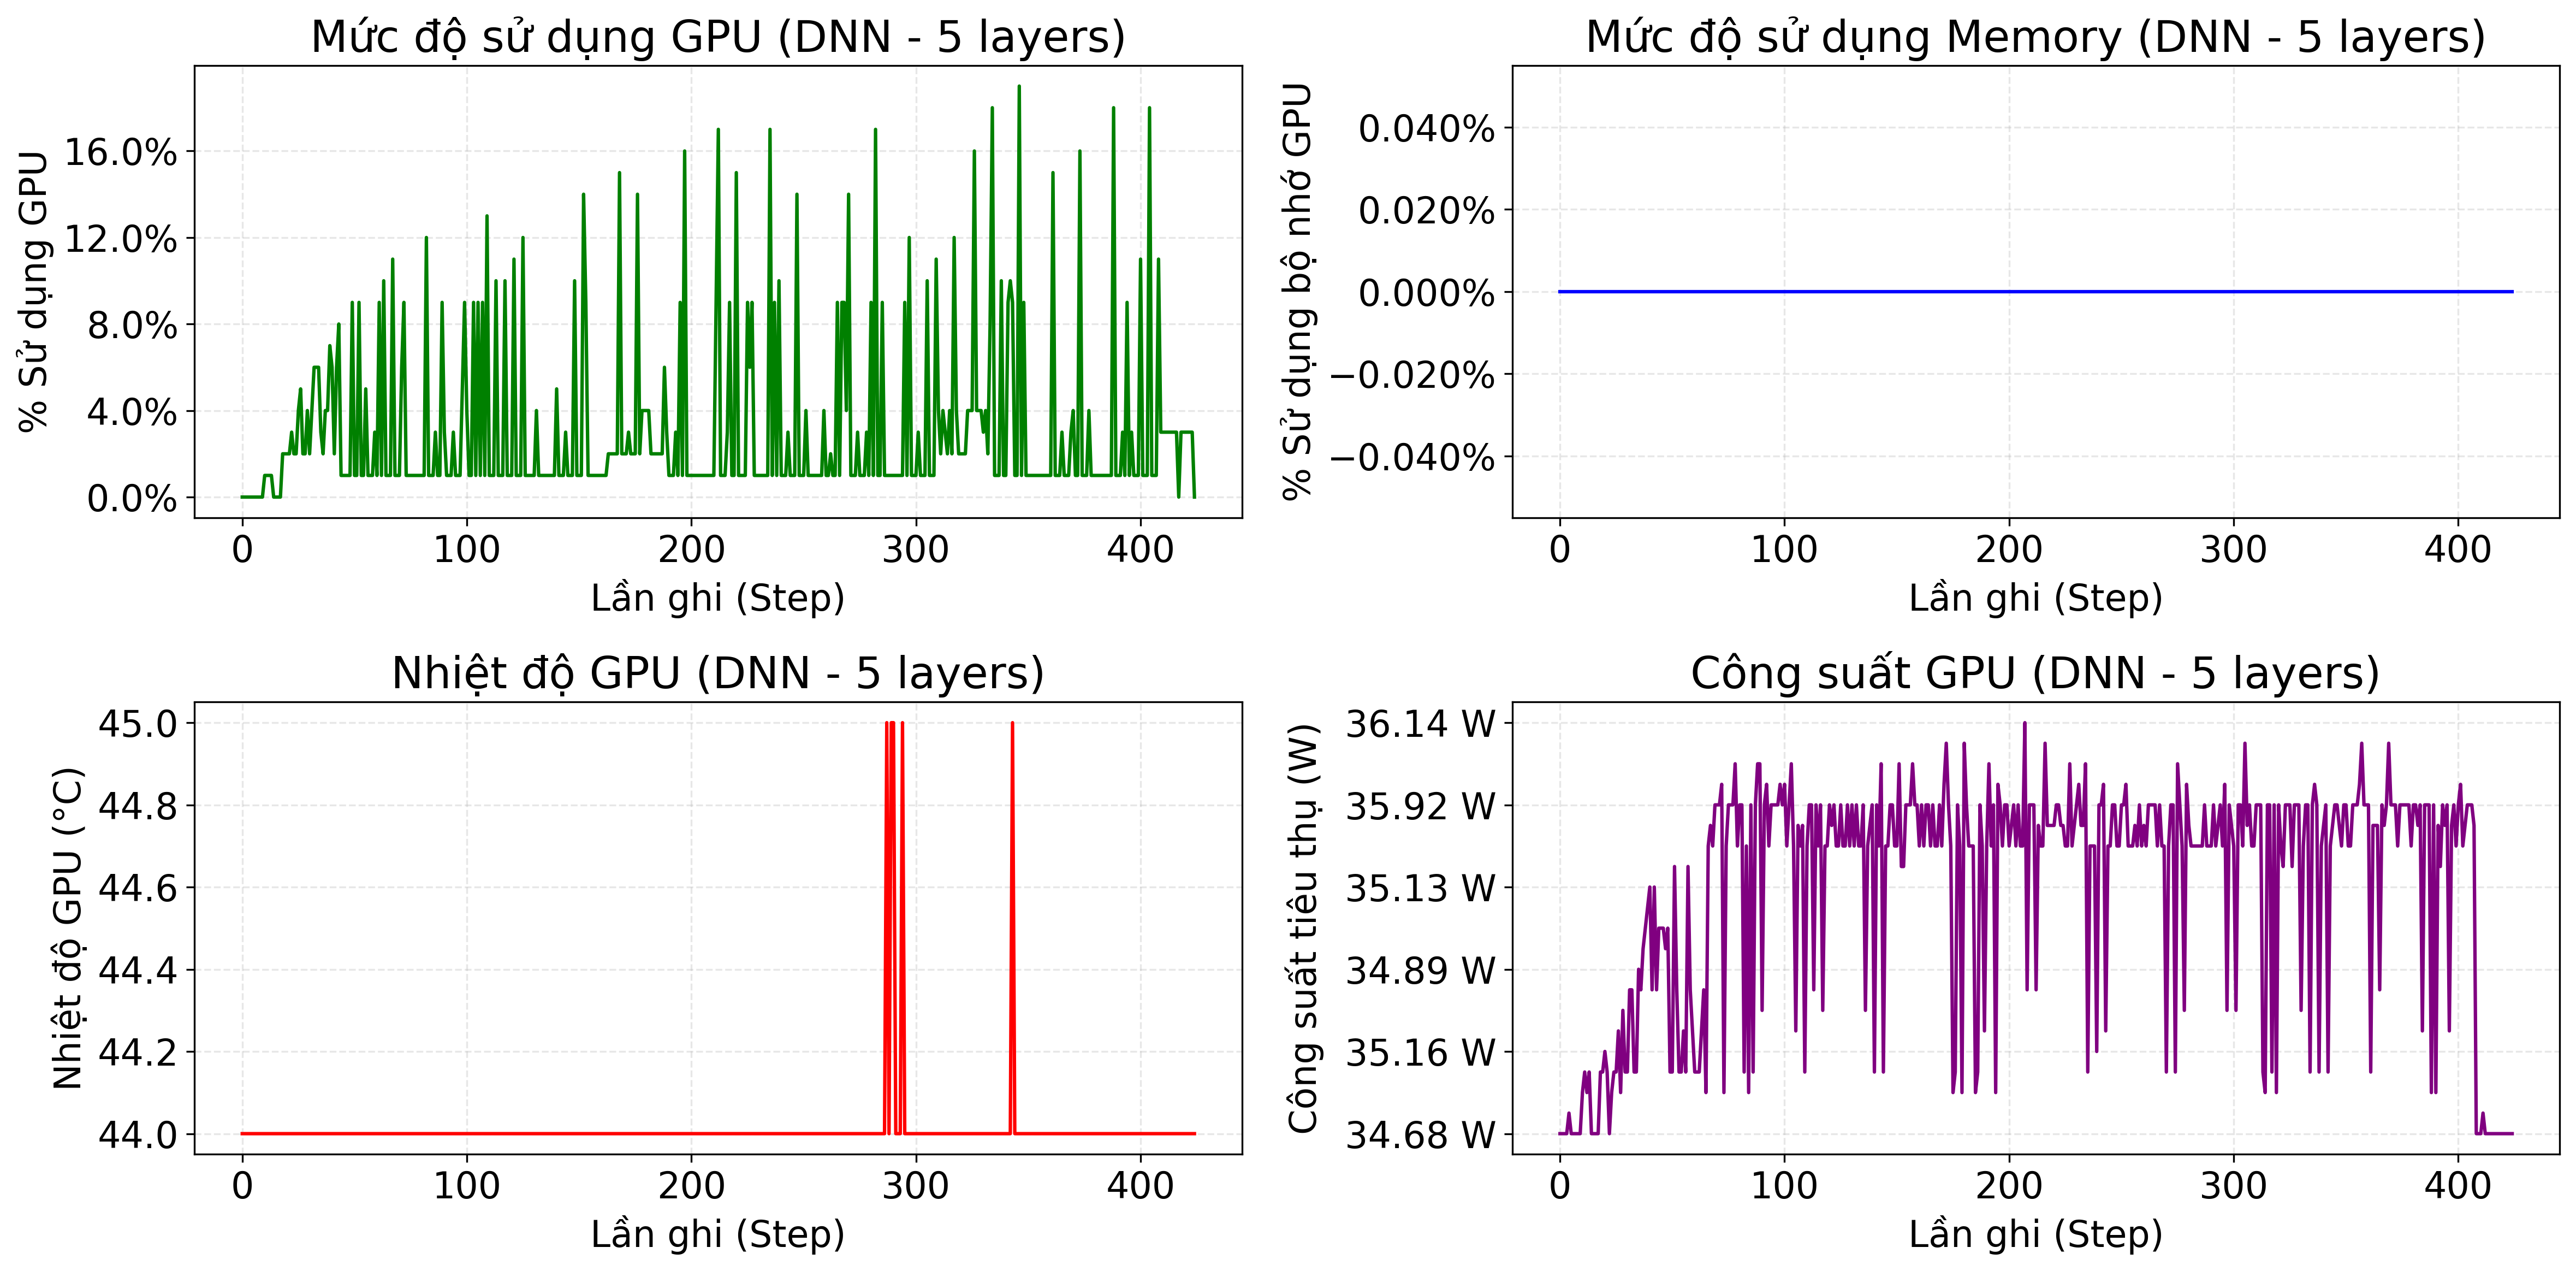 Mức độ sử dụng GPU (DNN - 5 layers)
% Sử dụng GPU
16.0%
12.0%
8.0%
4.0%
0.0%
0 100 200 300 400
Lần ghi (Step)
Mức độ sử dụng Memory (DNN - 5 layers)
% Sử dụng bộ nhớ GPU
0.040%
0.020%
0.000%
−0.020%
−0.040%
0 100 200 300 400
Lần ghi (Step)
Nhiệt độ GPU (DNN - 5 layers)
Nhiệt độ GPU (°C)
45.0
44.8
44.6
44.4
44.2
44.0
0 100 200 300 400
Lần ghi (Step)
Công suất GPU (DNN - 5 layers)
Công suất tiêu thụ (W)
36.14 W
35.92 W
35.13 W
34.89 W
35.16 W
34.68 W
0 100 200 300 400
Lần ghi (Step)